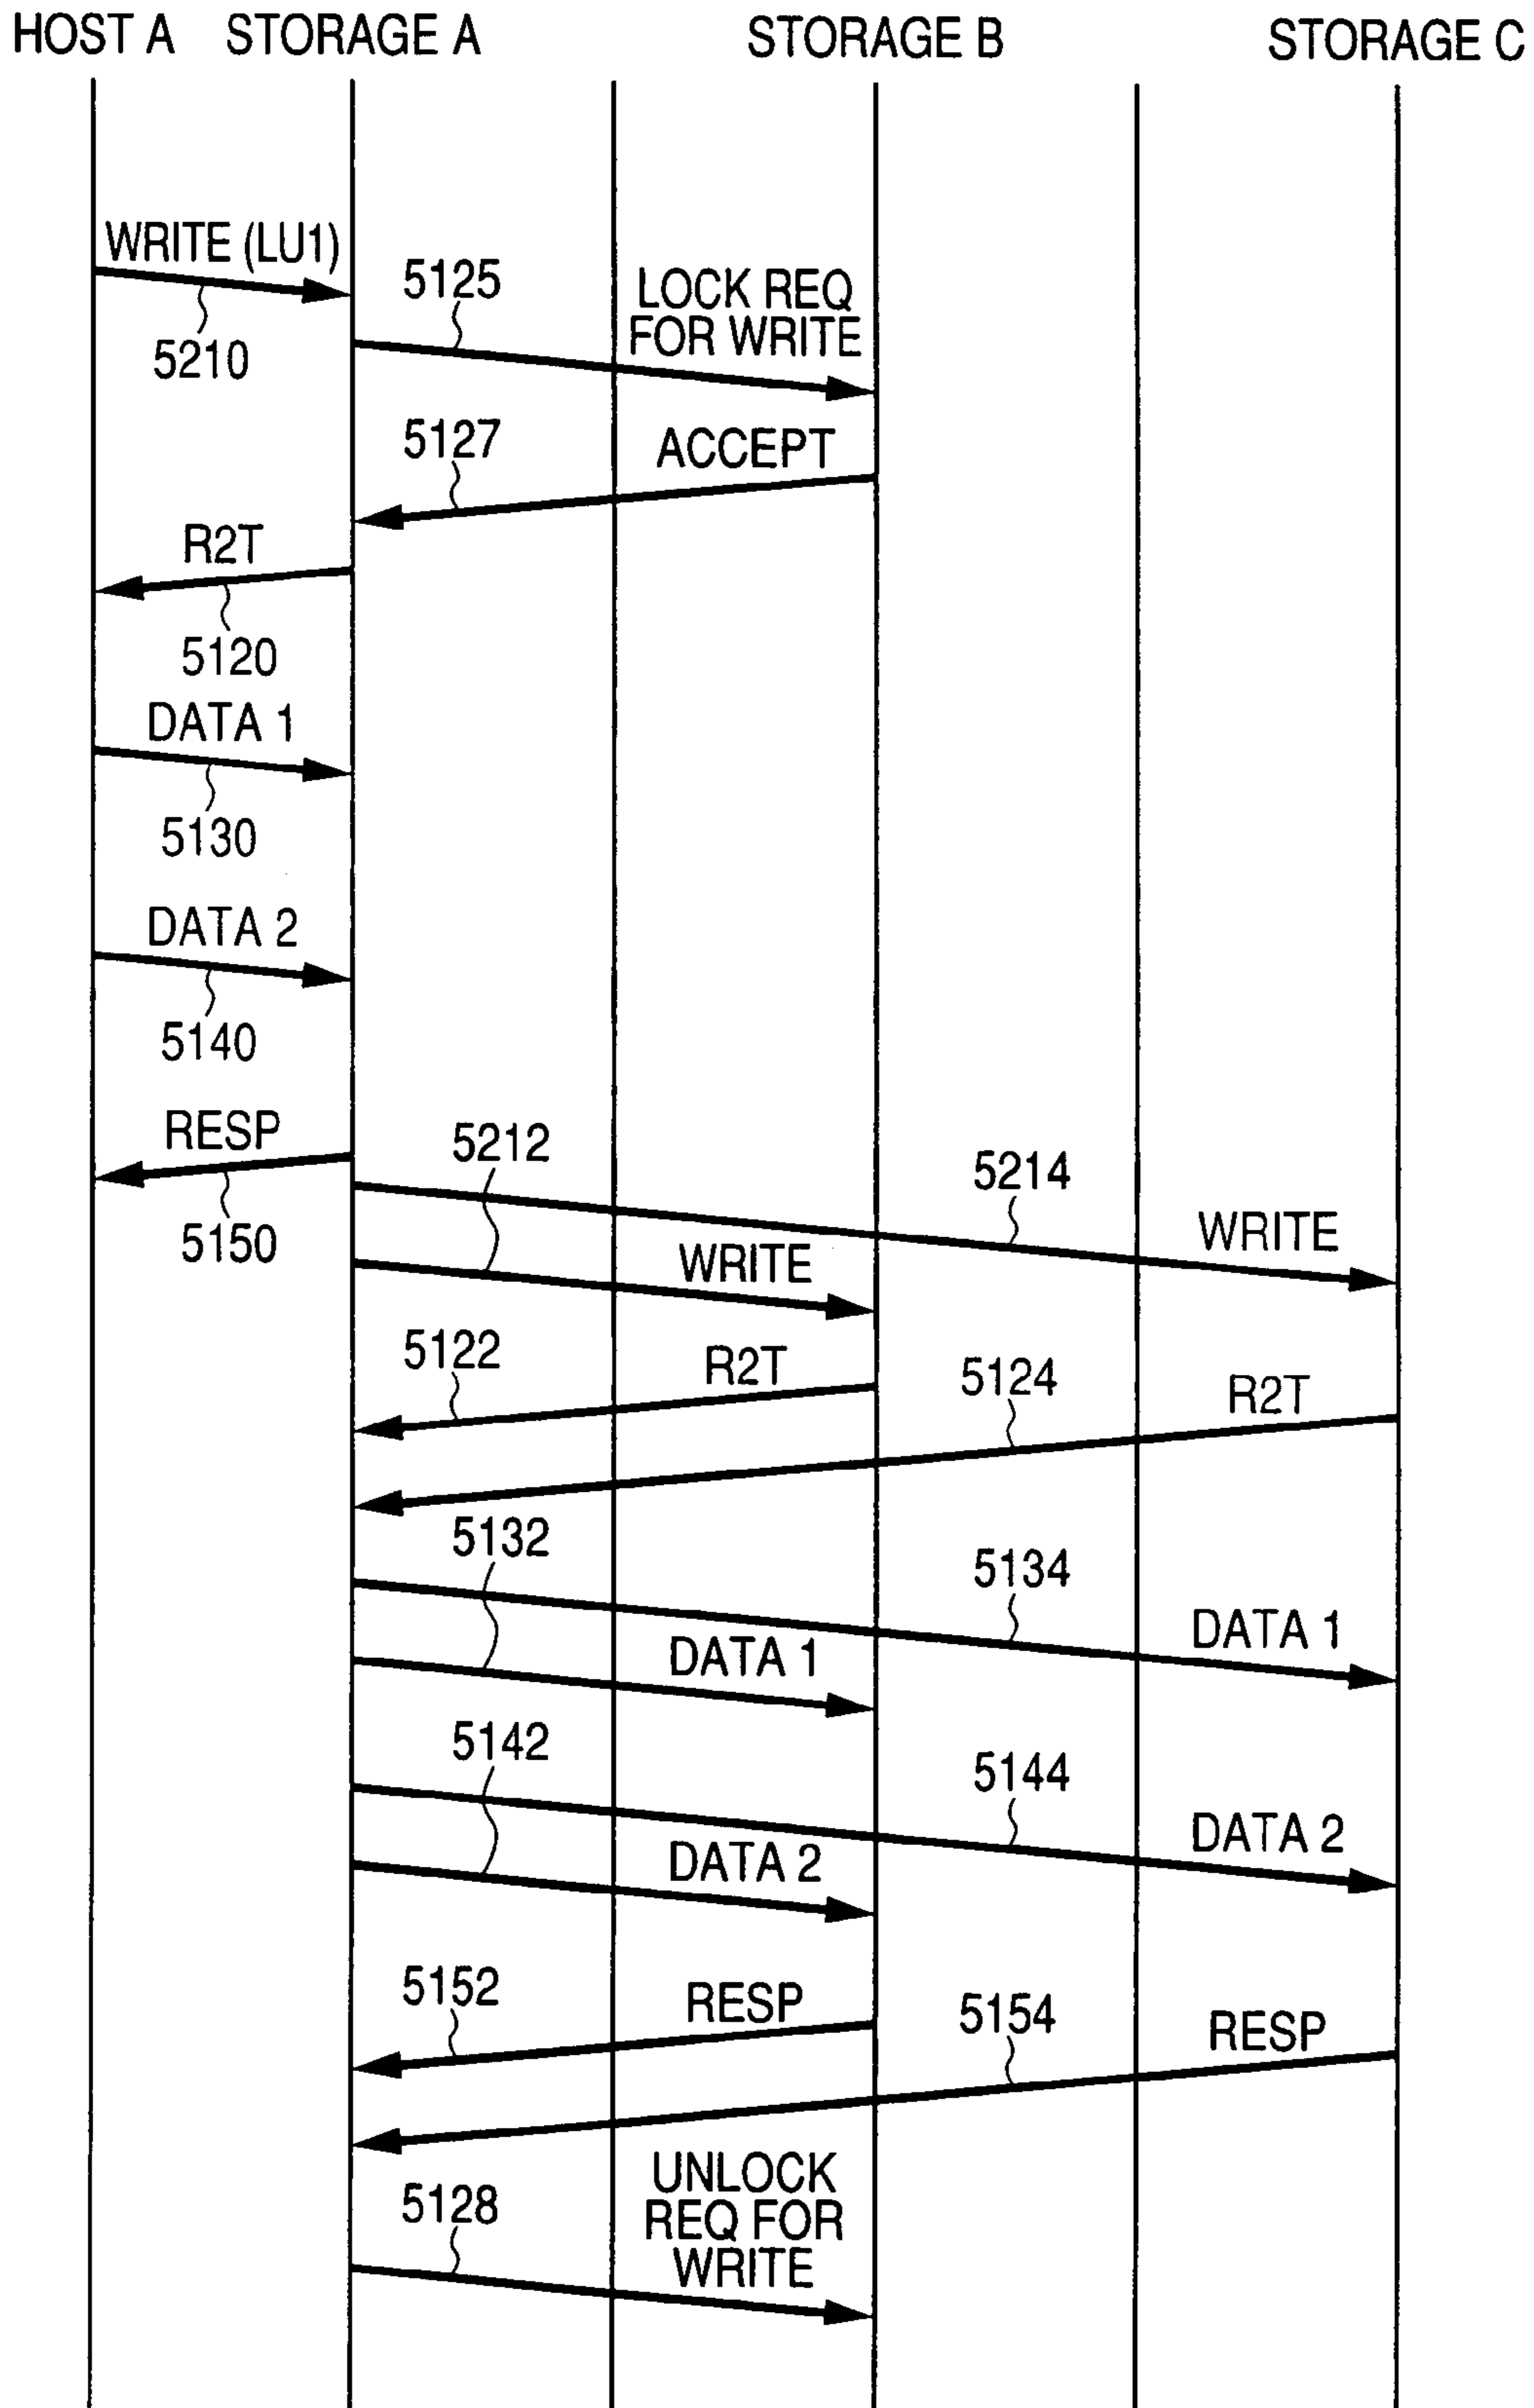 HOST A STORAGE A STORAGE B STORAGE C
WRITE (LU1)
5210
5125
LOCK REQ
FOR WRITE
5127
ACCEPT
R2T
5120
DATA 1
5130
DATA 2
5140
RESP
5150
5212
5214
WRITE
WRITE
5122
R2T
5124
R2T
5132
5134
DATA 1
DATA 1
5142
5144
DATA 2
DATA 2
5152
RESP
5154
RESP
5128
UNLOCK
REQ FOR
WRITE